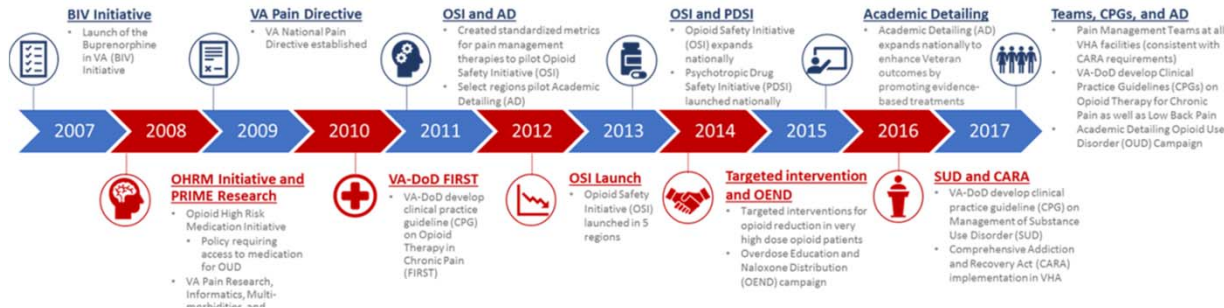 BIV Initiative
• Launch of the
Buprenorphine
in VA (BIV)
Initiative
VA Pain Directive
• VA National Pain
Directive established
OSI and AD
• Created standardized metrics
for pain management
therapies to pilot Opioid
Safety Initiative (OSI)
• Select regions pilot Academic
Detailing (AD)
OSI and PDSI
• Opioid Safety Initiative
(OSI) expands
nationally
• Psychotropic Drug
Safety Initiative (PDSI)
launched nationally
Academic Detailing
• Academic Detailing (AD)
expands nationally to
enhance Veteran
outcomes by
promoting evidence-
based treatments
Teams, CPGs, and AD
• Pain Management Teams at all
VHA facilities (consistent with
CARA requirements)
• VA-DoD develop Clinical
Practice Guidelines (CPGs) on
Opioid Therapy for Chronic
Pain as well as Low Back Pain
• Academic Detailing Opioid Use
Disorder (OUD) Campaign
2007 2008 2009 2010 2011 2012 2013 2014 2015 2016 2017
OHRM Initiative and
PRIME Research
• Opioid High Risk
Medication Initiative
• Policy requiring
access to medication
for OUD
• VA Pain Research,
Informatics, Multi-
morbidities, and
VA-DoD FIRST
• VA-DoD develop
clinical practice
guideline (CPG)
on Opioid
Therapy in
Chronic Pain
(FIRST)
OSI Launch
• Opioid Safety
Initiative (OSI)
launched in 5
regions
Targeted intervention
and OEND
• Targeted interventions for
opioid reduction in very
high dose opioid patients
• Overdose Education and
Naloxone Distribution
(OEND) campaign
SUD and CARA
• VA-DoD develop clinical
practice guideline (CPG) on
Management of Substance
Use Disorder (SUD)
• Comprehensive Addiction
and Recovery Act (CARA)
implementation in VHA